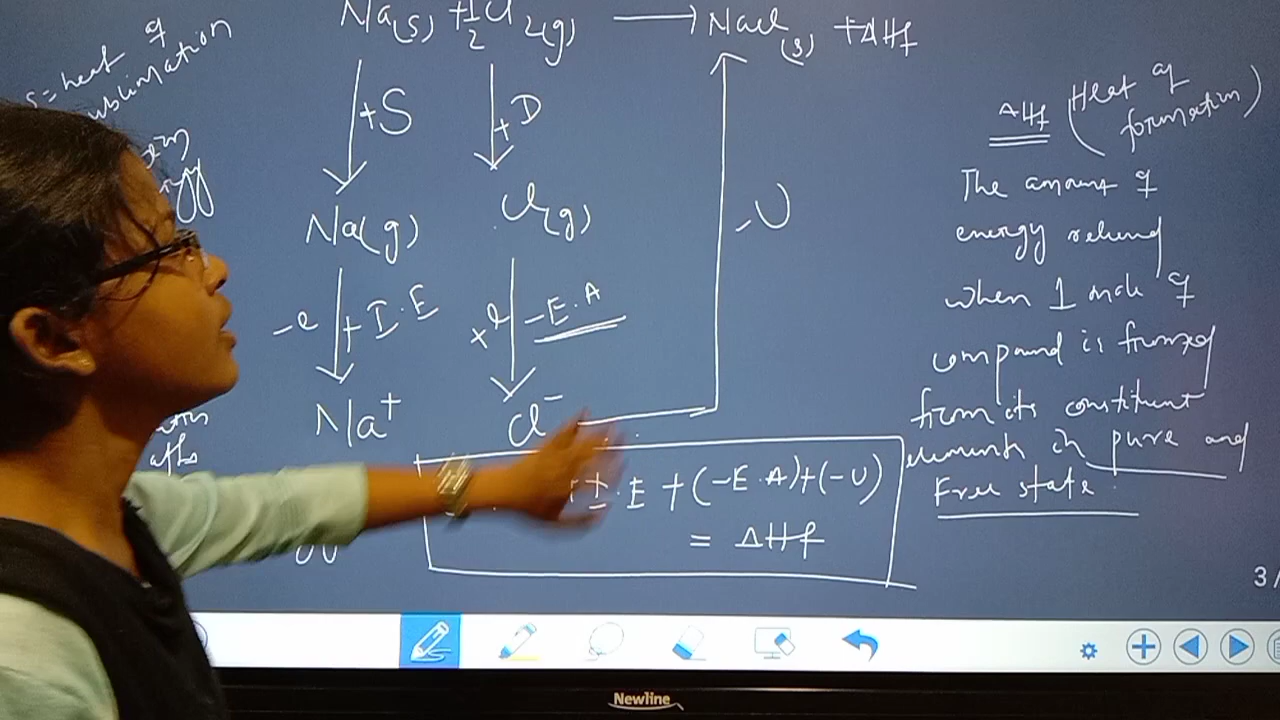 Na(s) + 1/2 Cl2(g) → NaCl(s) + ΔHf
S = heat of
sublimation
+S
+D
Na(g)
Cl(g)
-U
-e
+ I.E
+e
-E.A
Na+
Cl-
I.E + (-E.A) + (-U)
= ΔHf
ΔHf (Heat of
formation)
The amount of
energy released
when 1 mole of
compound is formed
from its constituent
elements in pure and
Free state.
3/
Newline